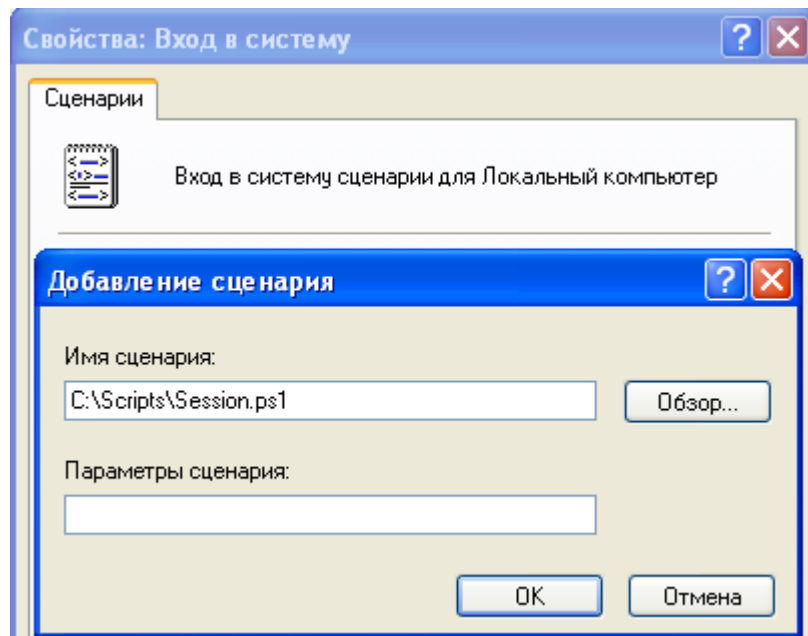 Свойства: Вход в систему
Сценарии
Вход в систему сценарии для Локальный компьютер
Добавление сценария
Имя сценария:
C:\Scripts\Session.ps1
Обзор...
Параметры сценария:
OK
Отмена